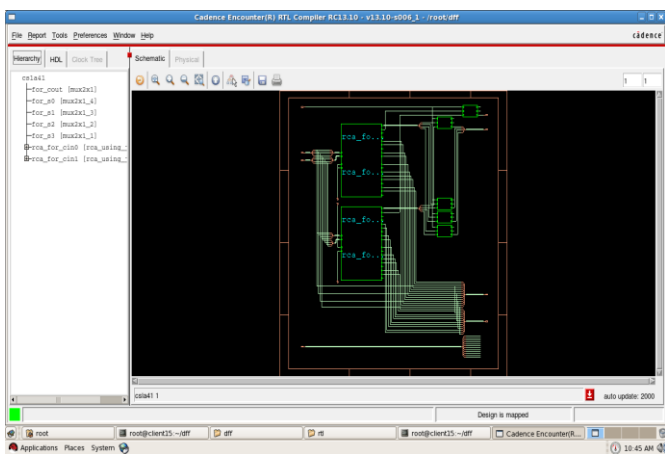 Cadence Encounter(R) RTL Compiler RC13.10 - v13.10-s006_1 - /root/dff
File Report Tools Preferences Window Help
cādence
Hierarchy HDL Clock Tree
Schematic Physical
1 1
csla41
for_cout [mux2x1]
for_s0 [mux2x1_4]
for_s1 [mux2x1_3]
for_s2 [mux2x1_2]
for_s3 [mux2x1_1]
rca_for_cin0 [rca_using_
rca_for_cin1 [rca_using_
rca_fo..
rca_fo..
rca_fo..
rca_fo..
csla41 1
auto update: 2000
Design is mapped
root
root@client15:~/dff
dff
rtl
root@client15:~/dff
Cadence Encounter(R...
Applications Places System
(i) 10:45 AM